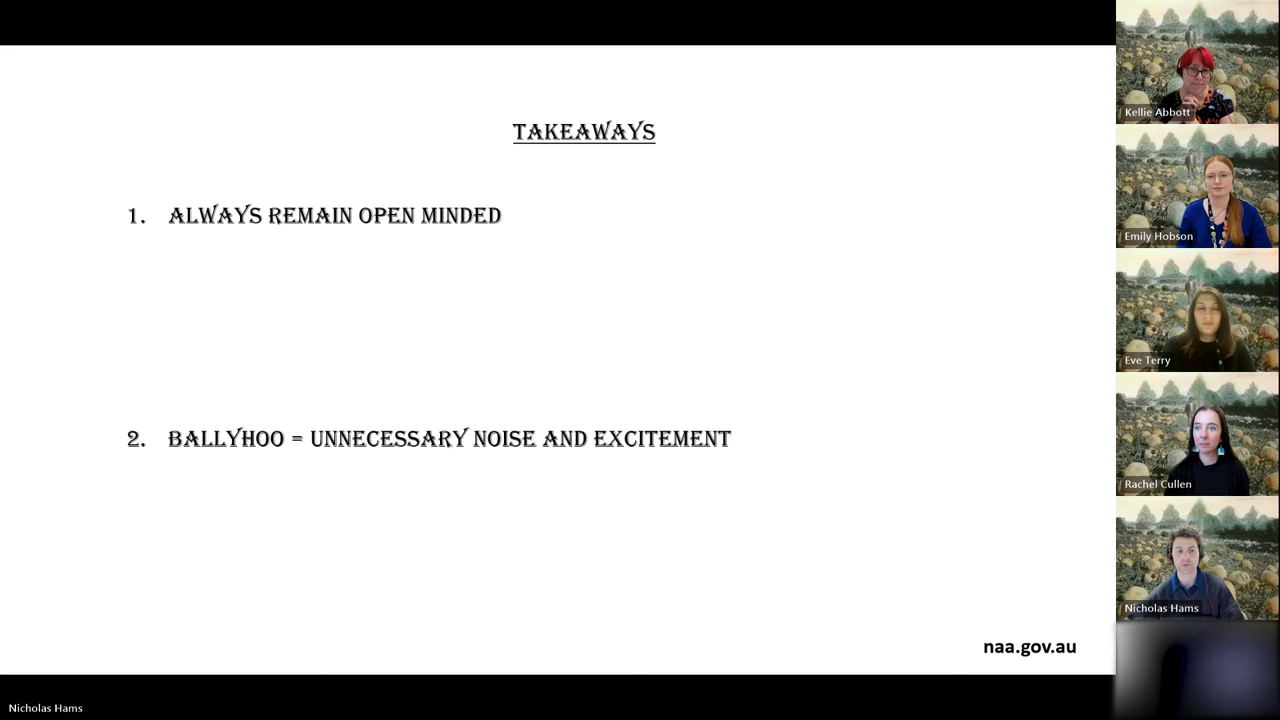 TAKEAWAYS
1. ALWAYS REMAIN OPEN MINDED
2. BALLYHOO = UNNECESSARY NOISE AND EXCITEMENT
naa.gov.au
Kellie Abbott
Emily Hobson
Eve Terry
Rachel Cullen
Nicholas Hams
Nicholas Hams